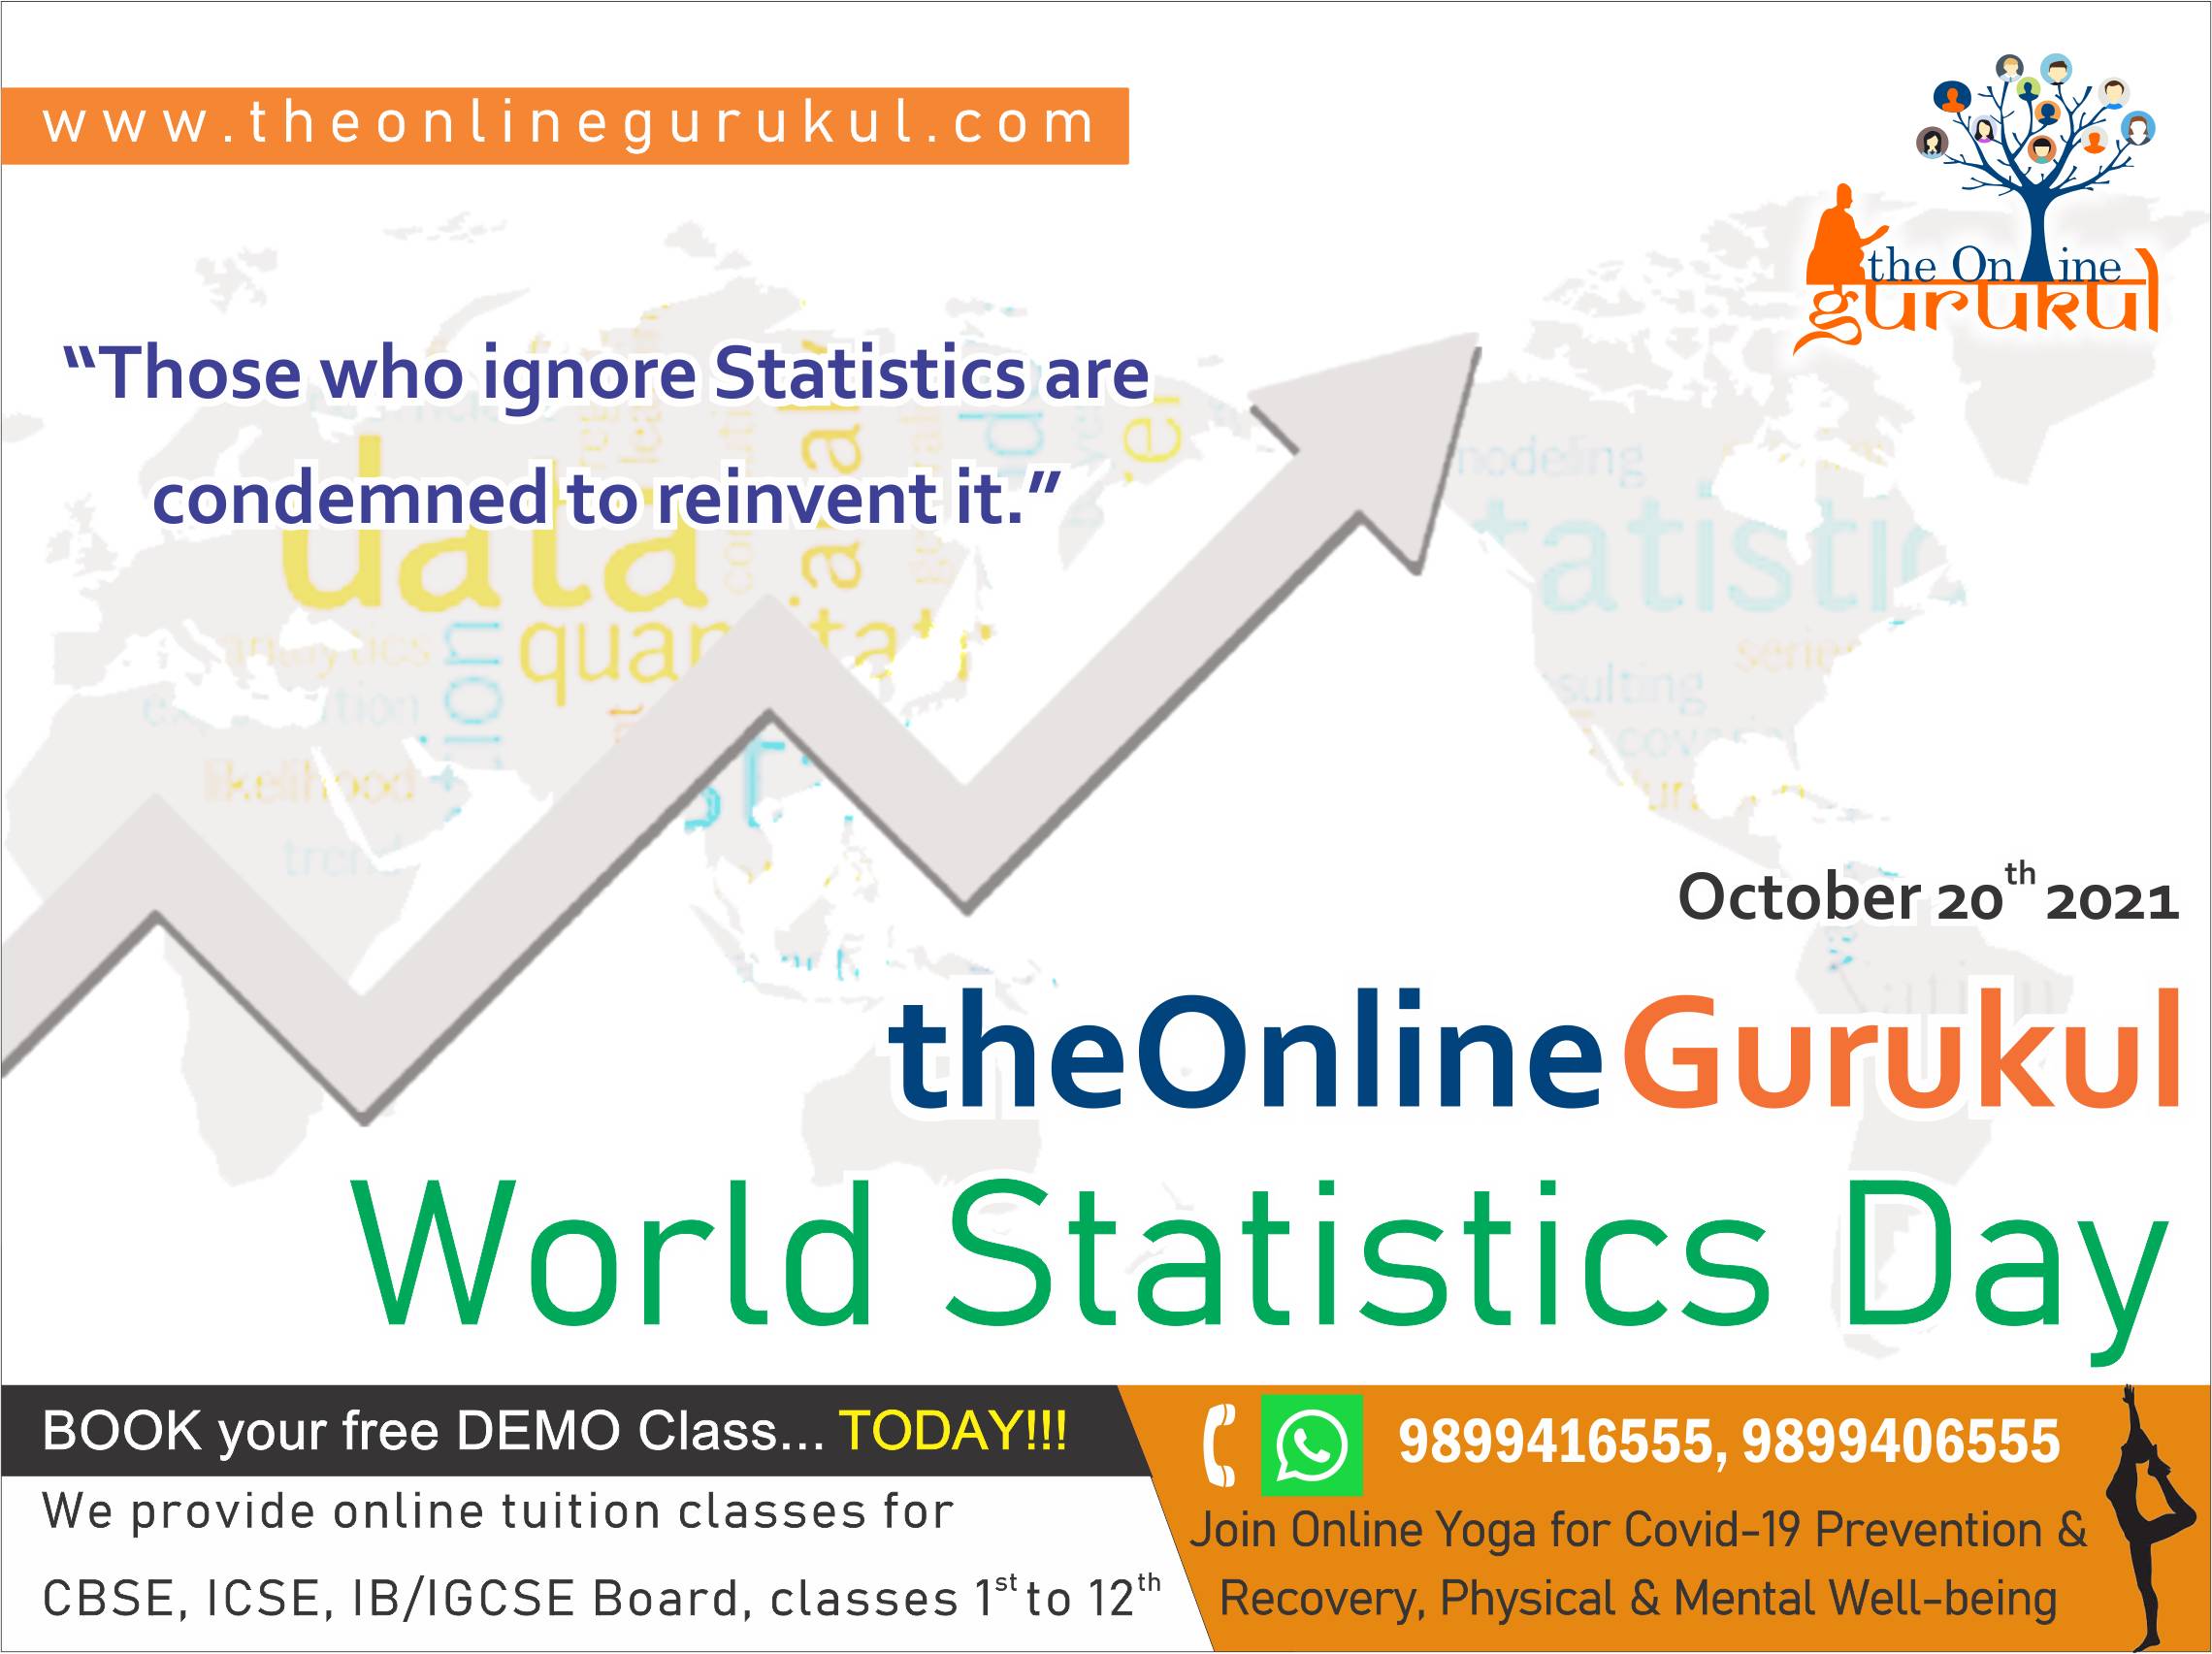 www.theonlinegurukul.com
the Online
gurukul
“Those who ignore Statistics are
condemned to reinvent it.”
data
modeling
likelihood
October 20th 2021
theOnlineGurukul
World Statistics Day
BOOK your free DEMO Class... TODAY!!!
9899416555, 9899406555
We provide online tuition classes for
CBSE, ICSE, IB/IGCSE Board, classes 1st to 12th
Join Online Yoga for Covid-19 Prevention &
Recovery, Physical & Mental Well-being